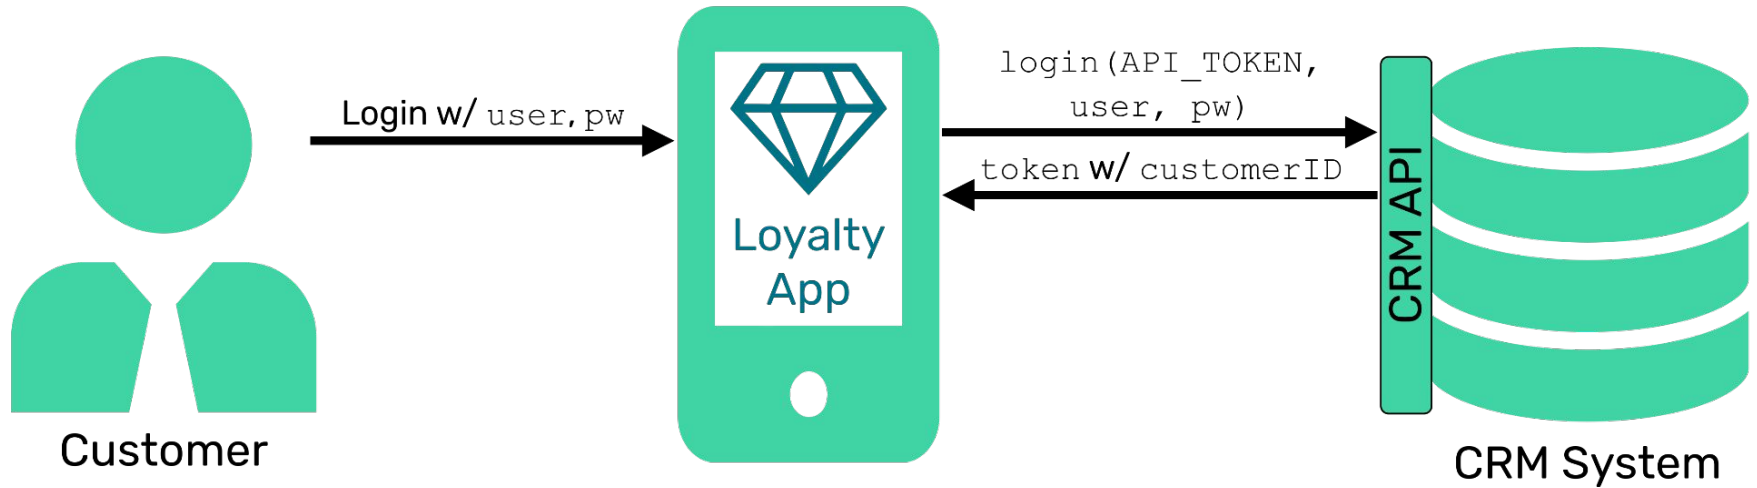 Login w/ user, pw
Loyalty
App
login(API_TOKEN,
user, pw)
token w/ customerID
CRM API
Customer
CRM System